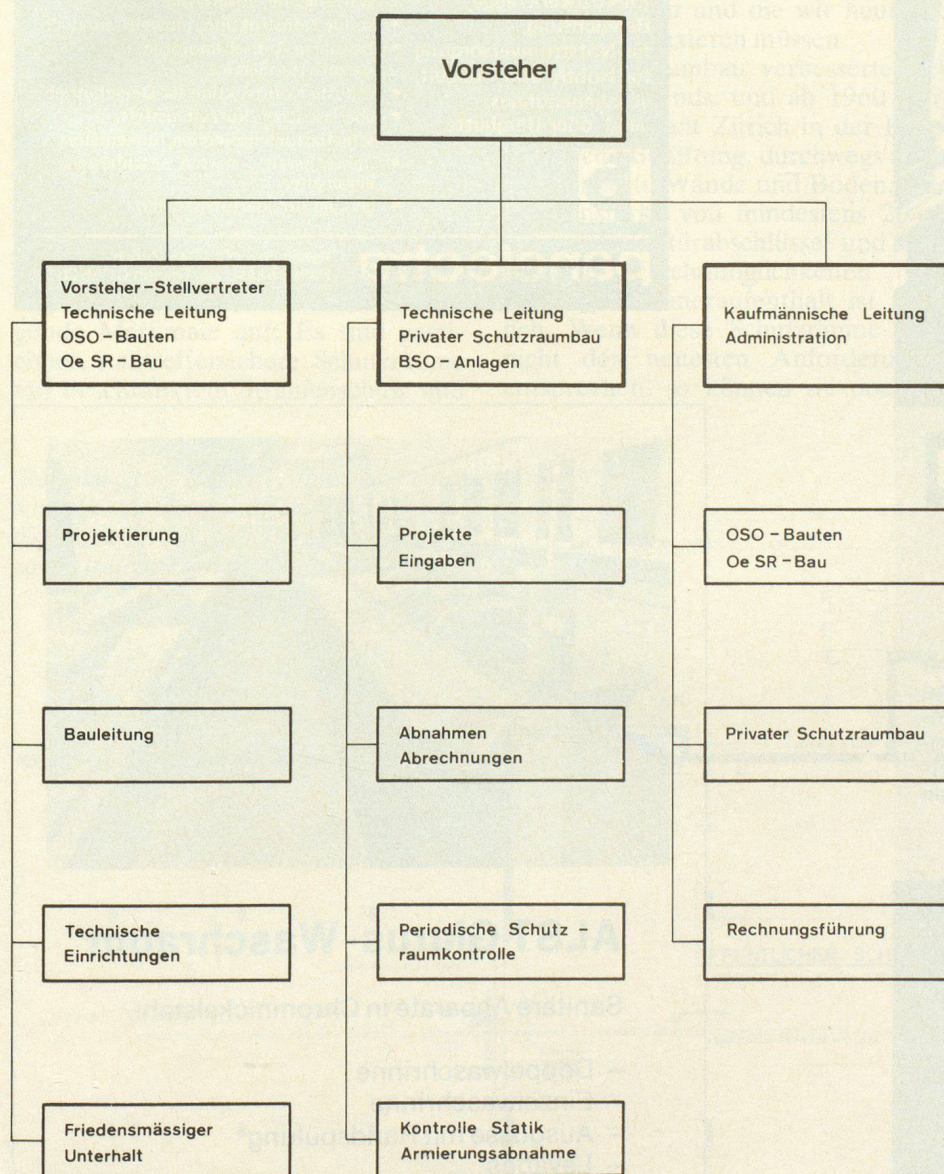 Vorsteher
Vorsteher-Stellvertreter
Technische Leitung
OSO-Bauten
Oe SR-Bau
Technische Leitung
Privater Schutzraumbau
BSO-Anlagen
Kaufmännische Leitung
Administration
Projektierung
Projekte
Eingaben
OSO-Bauten
Oe SR-Bau
Bauleitung
Abnahmen
Abrechnungen
Privater Schutzraumbau
Technische
Einrichtungen
Periodische Schutz-
raumkontrolle
Rechnungsführung
Friedensmässiger
Unterhalt
Kontrolle Statik
Armierungsabnahme